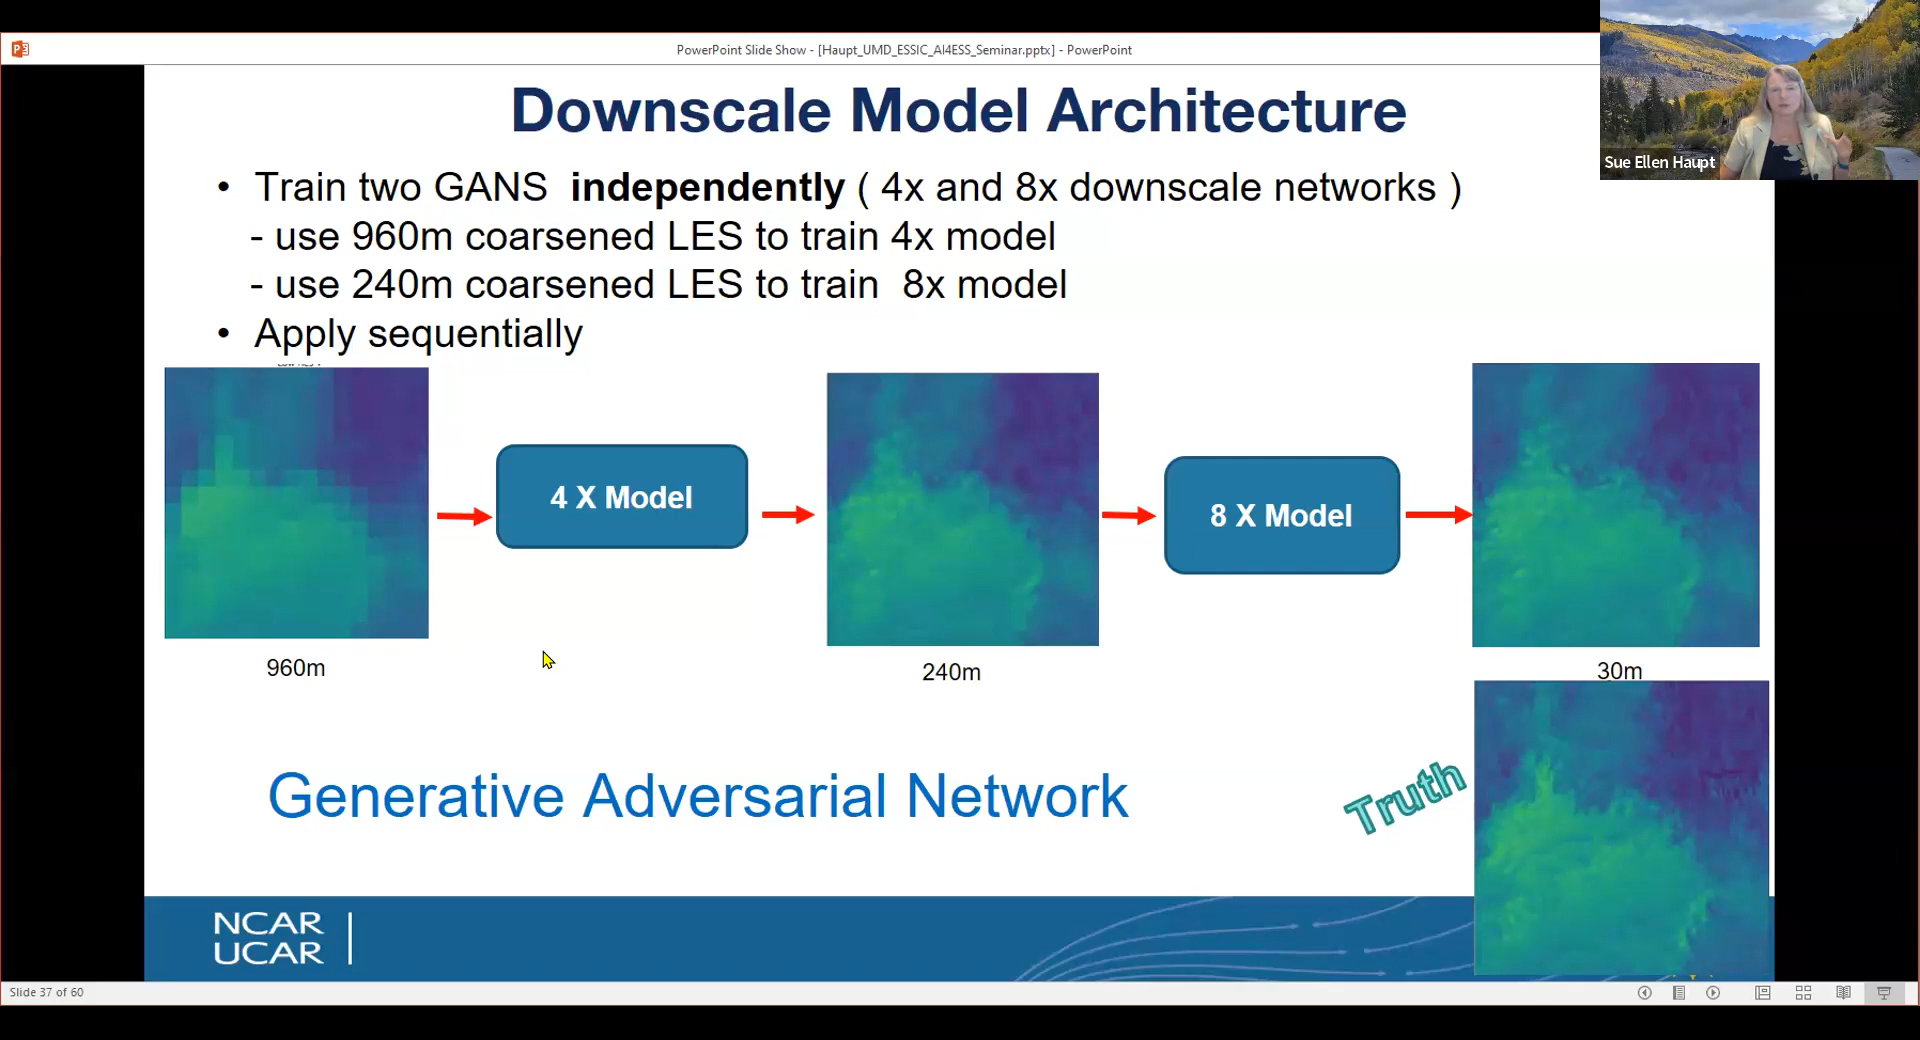 PowerPoint Slide Show - [Haupt_UMD_ESSIC_AI4ESS_Seminar.pptx] - PowerPoint
Sue Ellen Haupt
Downscale Model Architecture
• Train two GANS independently ( 4x and 8x downscale networks )
- use 960m coarsened LES to train 4x model
- use 240m coarsened LES to train 8x model
• Apply sequentially
4 X Model
8 X Model
960m
240m
30m
Generative Adversarial Network
Truth
NCAR
UCAR
Slide 37 of 60